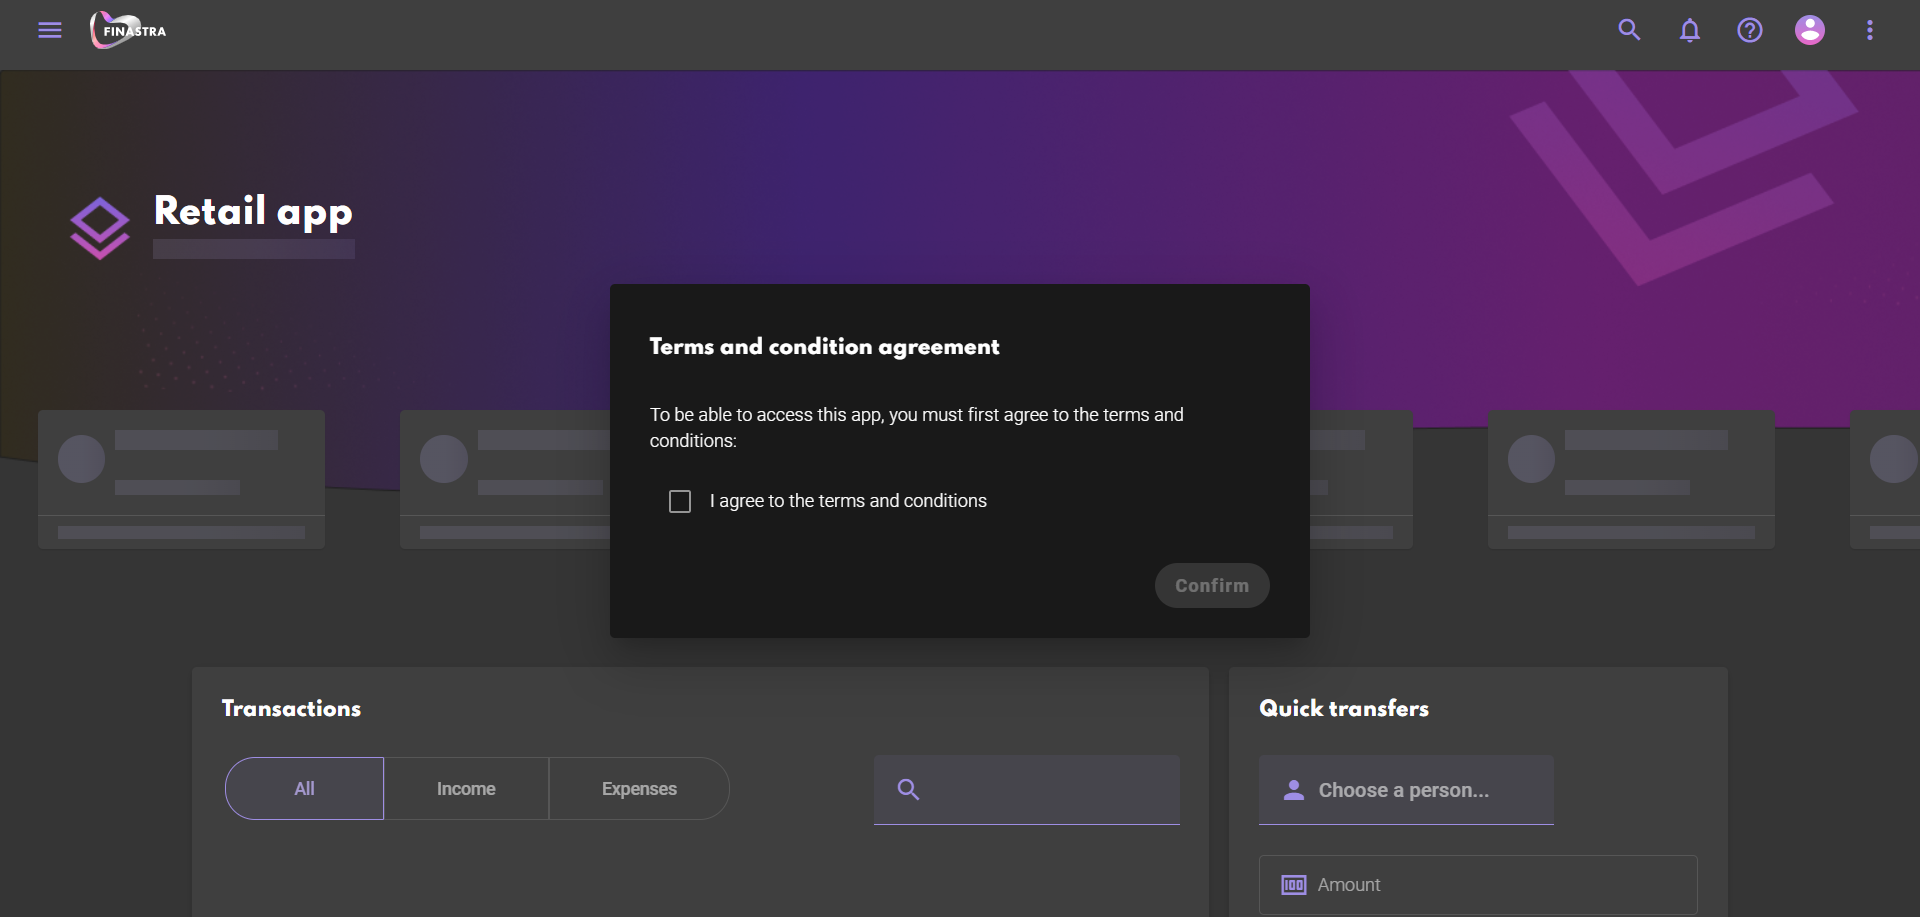 FINASTRA
Retail app
Terms and condition agreement
To be able to access this app, you must first agree to the terms and
conditions:
I agree to the terms and conditions
Confirm
Transactions
Quick transfers
All
Income
Expenses
Choose a person...
100
Amount